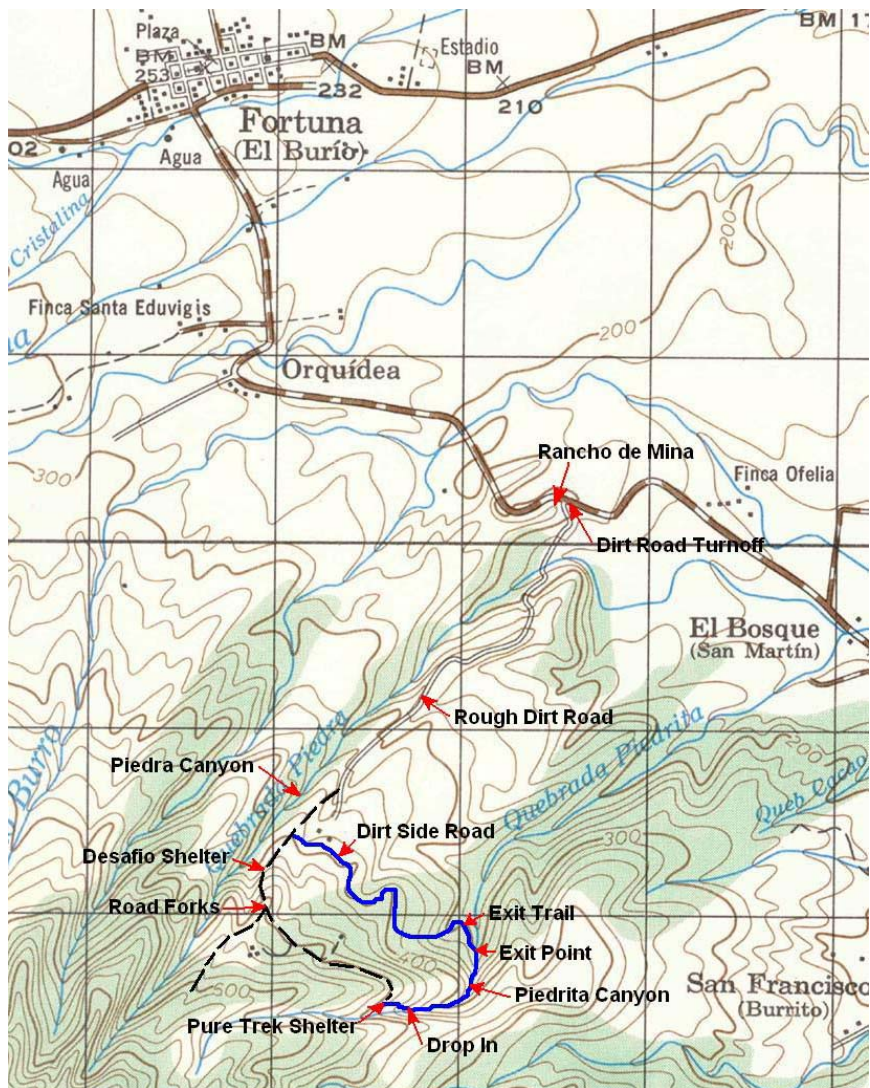 Plaza
BM
BM
253
232
Estadio
BM
210
BM 17
Fortuna
(El Burío)
02
Agua
Agua
Cristalina
Finca Santa Eduvigis
na
200
200
Orquídea
300
Rancho de Mina
Finca Ofelia
Dirt Road Turnoff
El Bosque
(San Martín)
Rough Dirt Road
Quebrada Piedra
Quebrada Piedrita
200
Piedra Canyon
Burro
Queb Cacao
300
Dirt Side Road
Desafio Shelter
Road Forks
Exit Trail
400
Exit Point
500
Piedrita Canyon
San Francisco
(Burrito)
Pure Trek Shelter
Drop In